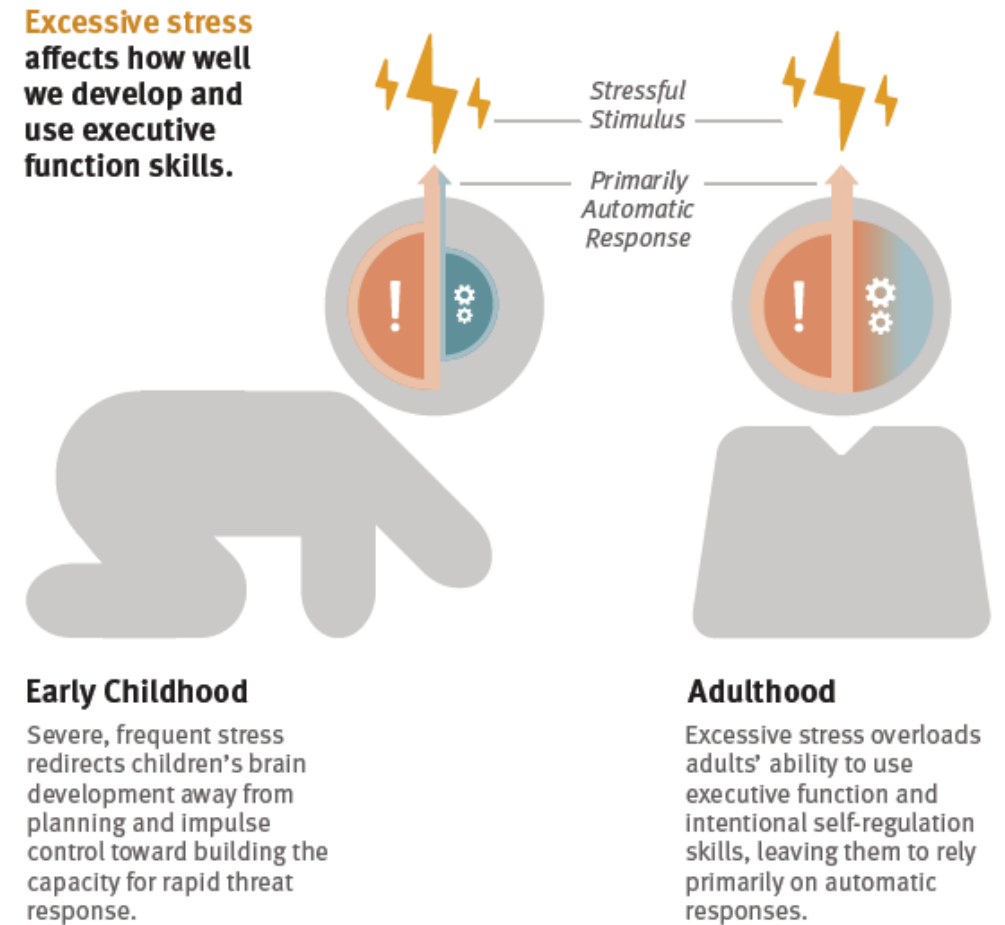 Excessive stress
affects how well
we develop and
use executive
function skills.
Stressful
Stimulus
Primarily
Automatic
Response
!
!
Early Childhood
Severe, frequent stress
redirects children’s brain
development away from
planning and impulse
control toward building the
capacity for rapid threat
response.
Adulthood
Excessive stress overloads
adults’ ability to use
executive function and
intentional self-regulation
skills, leaving them to rely
primarily on automatic
responses.